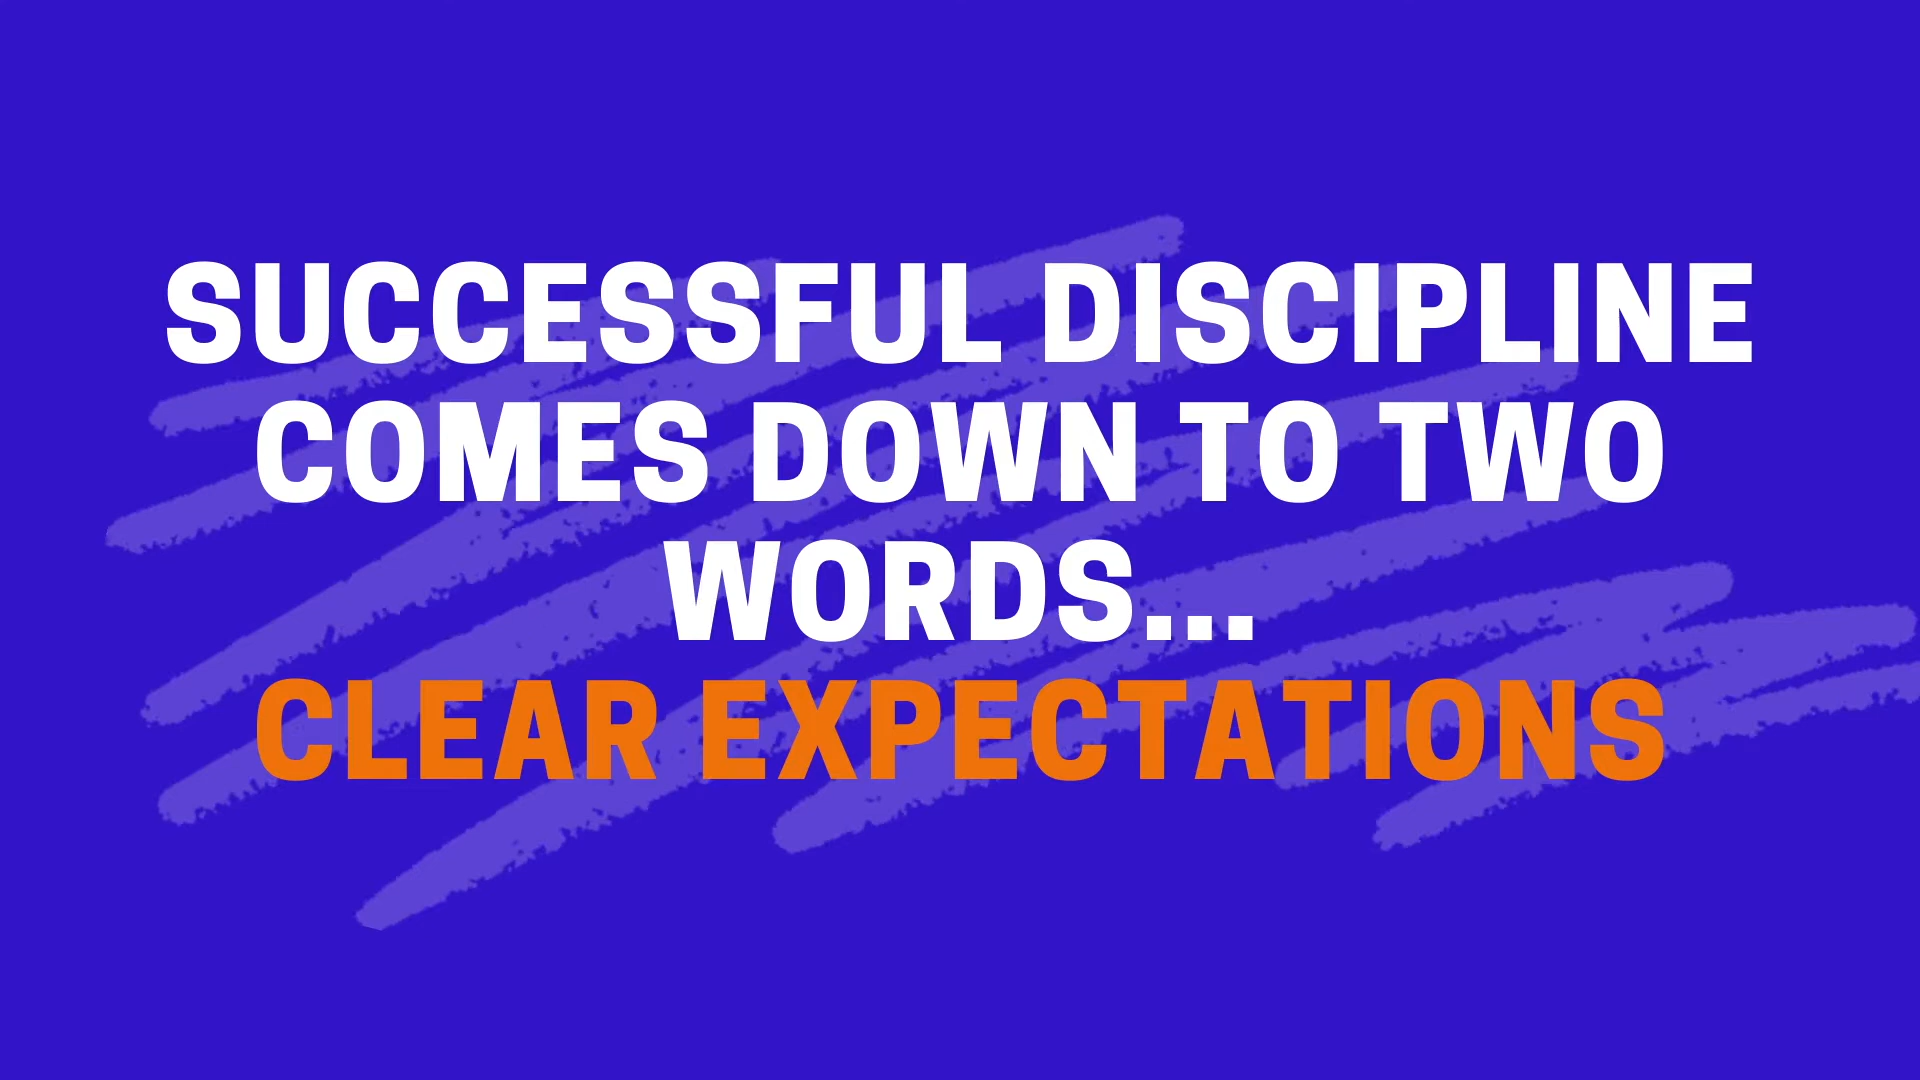 SUCCESSFUL DISCIPLINE
COMES DOWN TO TWO
WORDS...
CLEAR EXPECTATIONS